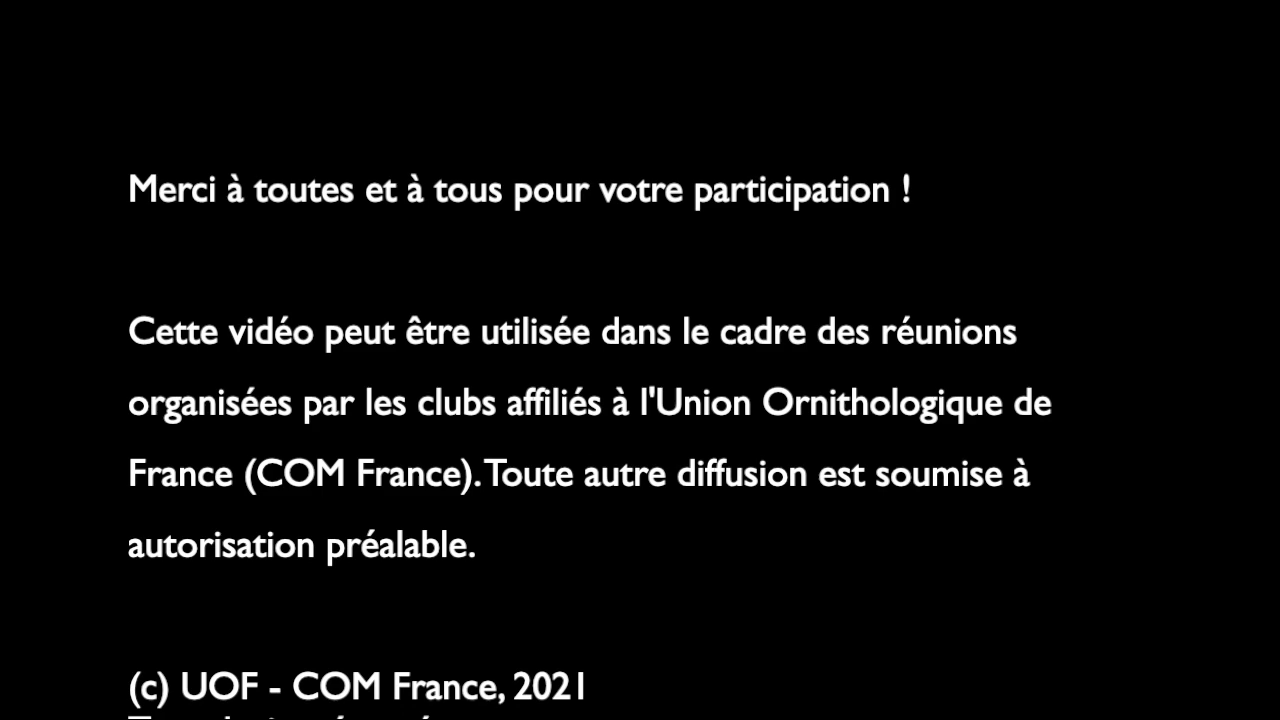 Merci à toutes et à tous pour votre participation !
Cette vidéo peut être utilisée dans le cadre des réunions
organisées par les clubs affiliés à l'Union Ornithologique de
France (COM France). Toute autre diffusion est soumise à
autorisation préalable.
(c) UOF - COM France, 2021